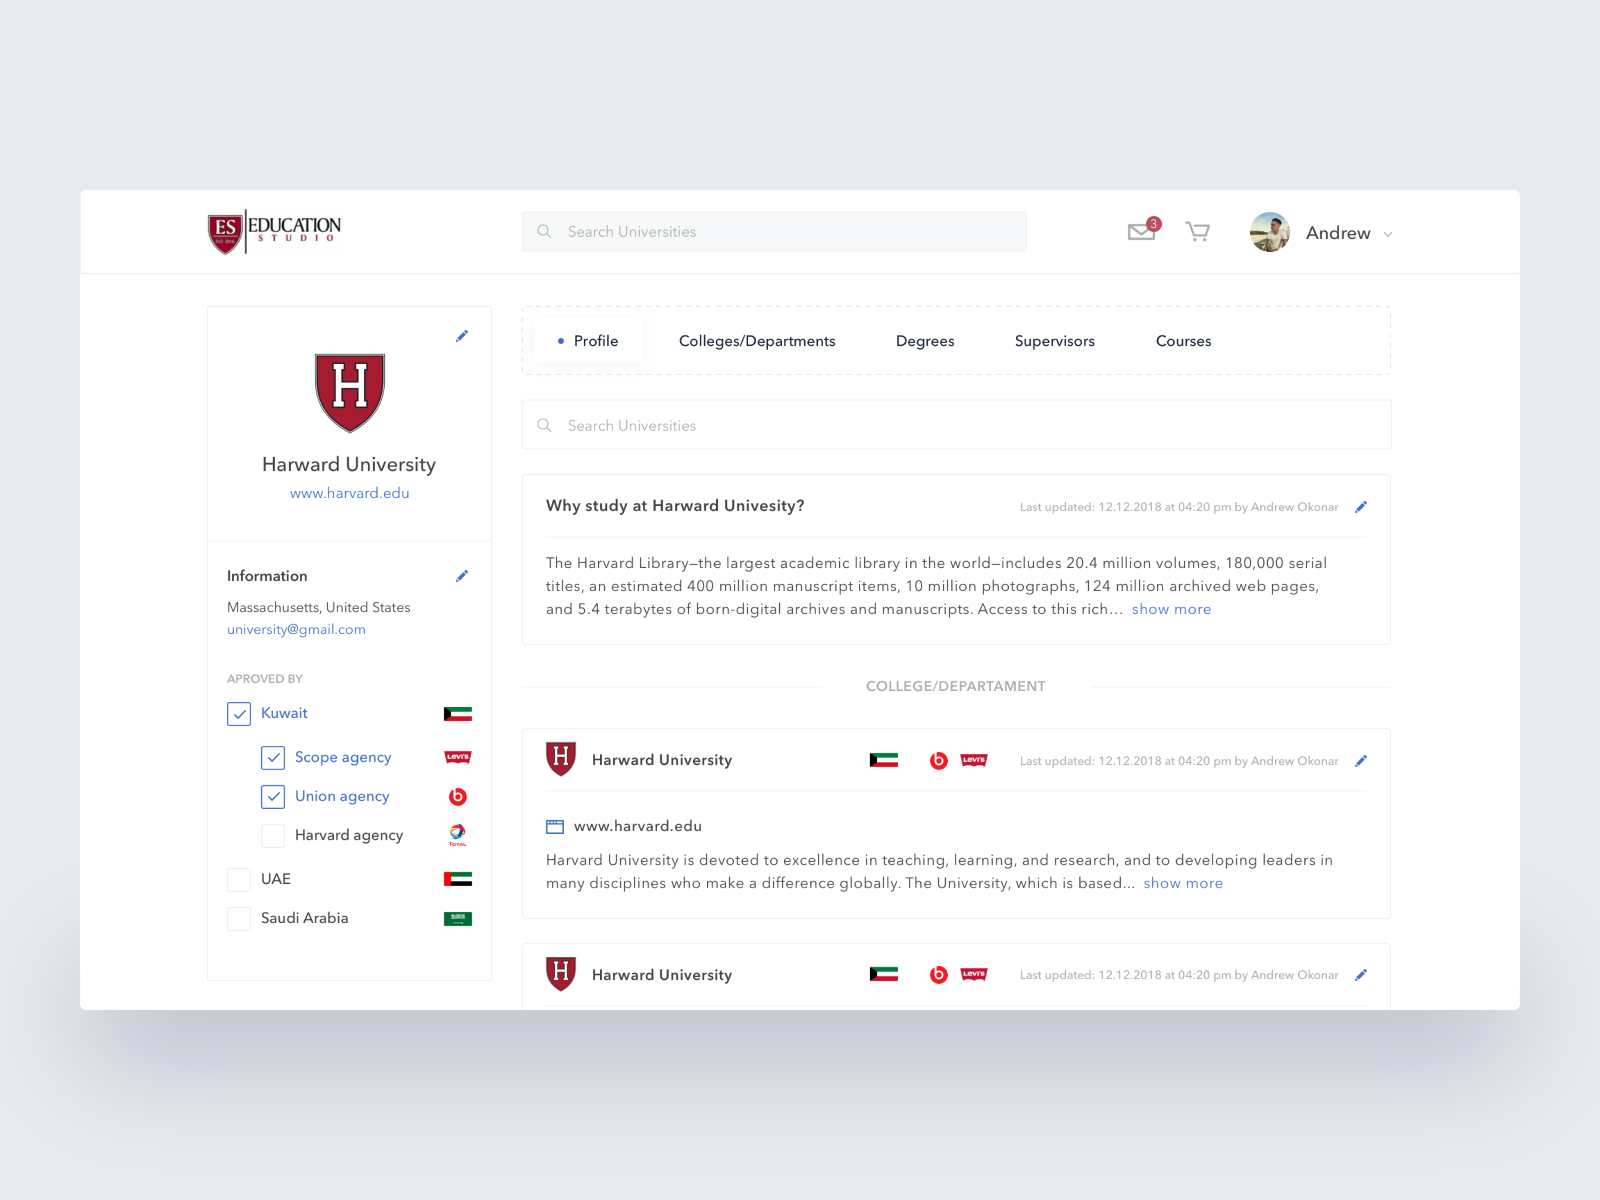 ES
EST. 2016
EDUCATION
STUDIO
Search Universities
3
Andrew
H
Harward University
www.harvard.edu
Information
Massachusetts, United States
university@gmail.com
APROVED BY
Kuwait
Scope agency
Levi's
Union agency
b
Harvard agency
TOTAL
UAE
Saudi Arabia
Profile
Colleges/Departments
Degrees
Supervisors
Courses
Search Universities
Why study at Harward Univesity?
Last updated: 12.12.2018 at 04:20 pm by Andrew Okonar
The Harvard Library—the largest academic library in the world—includes 20.4 million volumes, 180,000 serial
titles, an estimated 400 million manuscript items, 10 million photographs, 124 million archived web pages,
and 5.4 terabytes of born-digital archives and manuscripts. Access to this rich... show more
COLLEGE/DEPARTAMENT
H
Harward University
b
Levi's
Last updated: 12.12.2018 at 04:20 pm by Andrew Okonar
www.harvard.edu
Harvard University is devoted to excellence in teaching, learning, and research, and to developing leaders in
many disciplines who make a difference globally. The University, which is based... show more
H
Harward University
b
Levi's
Last updated: 12.12.2018 at 04:20 pm by Andrew Okonar